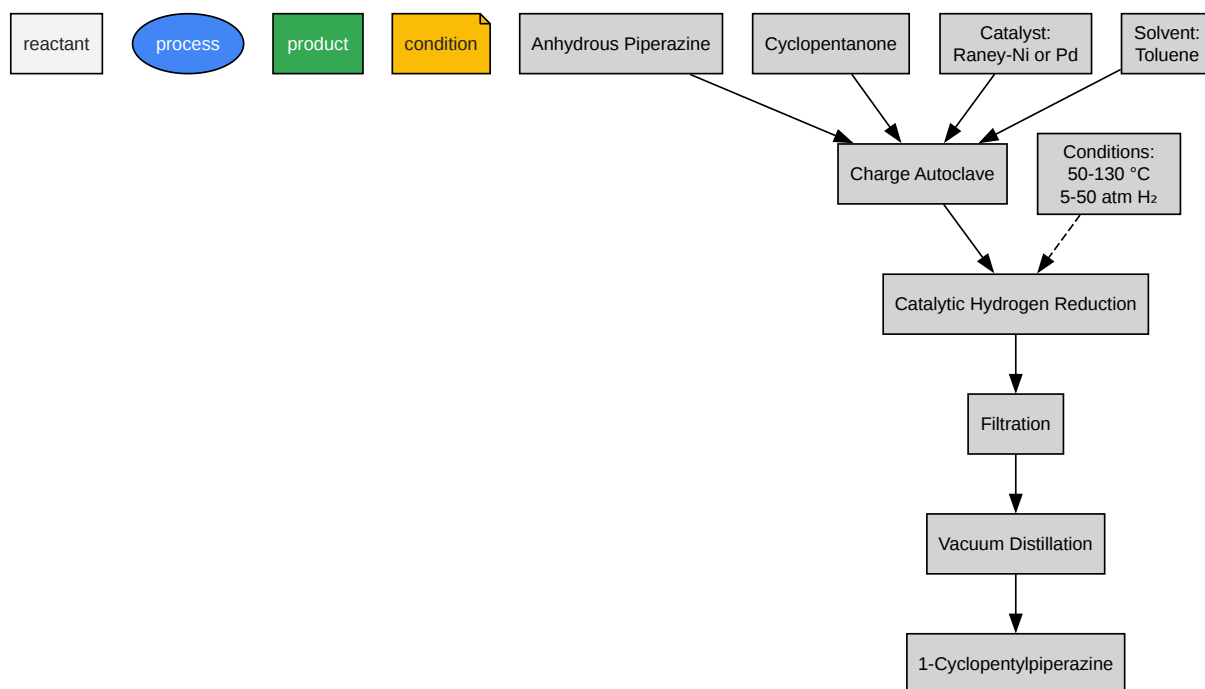 reactant
process
product
condition
Anhydrous Piperazine
Cyclopentanone
Catalyst:
Raney-Ni or Pd
Solvent:
Toluene
Charge Autoclave
Conditions:
50-130 °C
5-50 atm H₂
Catalytic Hydrogen Reduction
Filtration
Vacuum Distillation
1-Cyclopentylpiperazine